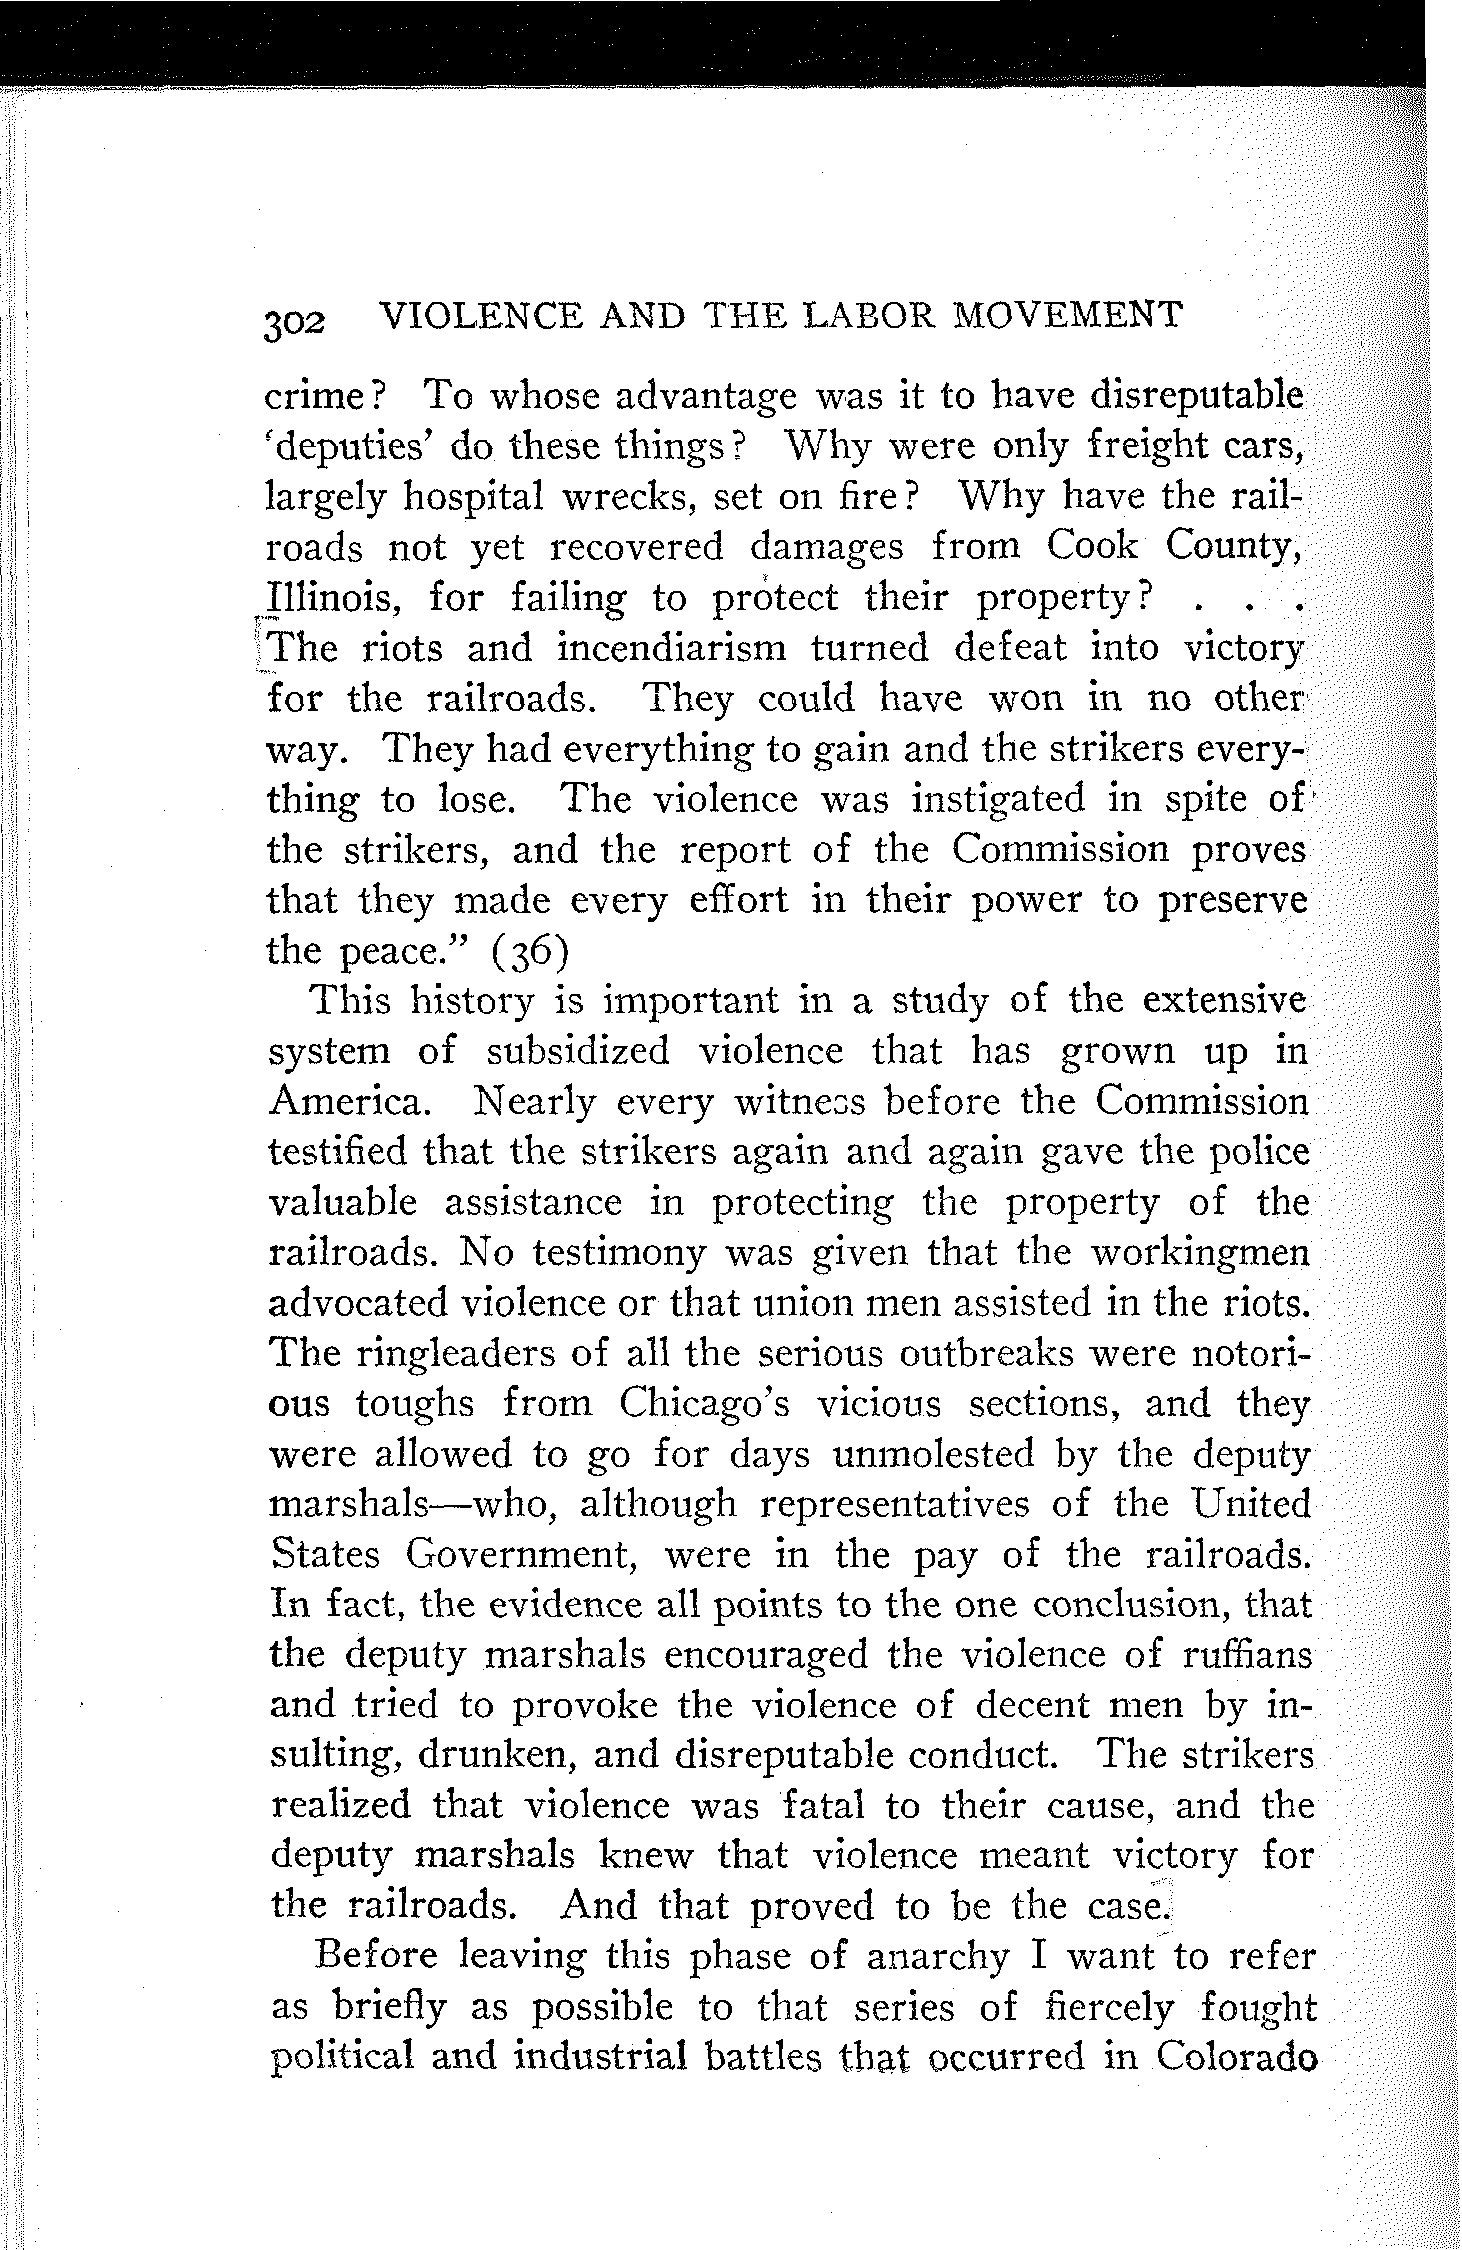 302 VIOLENCE AND THE LABOR MOVEMENT
crime? To whose advantage was it to have disreputable
'deputies' do these things? Why were only freight cars,
largely hospital wrecks, set on fire? Why have the rail-
roads not yet recovered damages from Cook County,
Illinois, for failing to protect their property? . . .
The riots and incendiarism turned defeat into victory
for the railroads. They could have won in no other
way. They had everything to gain and the strikers every-
thing to lose. The violence was instigated in spite of
the strikers, and the report of the Commission proves
that they made every effort in their power to preserve
the peace." (36)
This history is important in a study of the extensive
system of subsidized violence that has grown up in
America. Nearly every witness before the Commission
testified that the strikers again and again gave the police
valuable assistance in protecting the property of the
railroads. No testimony was given that the workingmen
advocated violence or that union men assisted in the riots.
The ringleaders of all the serious outbreaks were notori-
ous toughs from Chicago's vicious sections, and they
were allowed to go for days unmolested by the deputy
marshals—who, although representatives of the United
States Government, were in the pay of the railroads.
In fact, the evidence all points to the one conclusion, that
the deputy marshals encouraged the violence of ruffians
and tried to provoke the violence of decent men by in-
sulting, drunken, and disreputable conduct. The strikers
realized that violence was fatal to their cause, and the
deputy marshals knew that violence meant victory for
the railroads. And that proved to be the case.
Before leaving this phase of anarchy I want to refer
as briefly as possible to that series of fiercely fought
political and industrial battles that occurred in Colorado